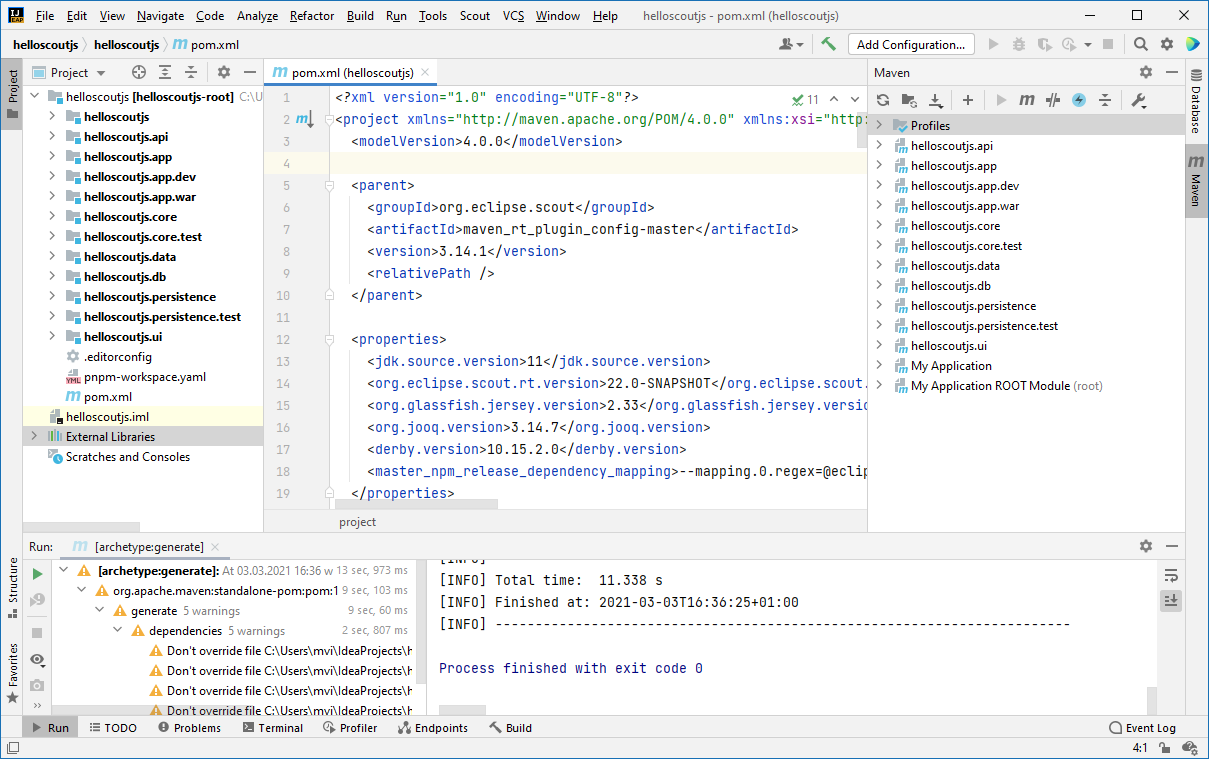 File Edit View Navigate Code Analyze Refactor Build Run Tools Scout VCS Window Help helloscoutjs - pom.xml (helloscoutjs)
helloscoutjs helloscoutjs m pom.xml Add Configuration...
Project
Project
helloscoutjs [helloscoutjs-root] C:\U
helloscoutjs
helloscoutjs.api
helloscoutjs.app
helloscoutjs.app.dev
helloscoutjs.app.war
helloscoutjs.core
helloscoutjs.core.test
helloscoutjs.data
helloscoutjs.db
helloscoutjs.persistence
helloscoutjs.persistence.test
helloscoutjs.ui
.editorconfig
pnpm-workspace.yaml
pom.xml
helloscoutjs.iml
External Libraries
Scratches and Consoles
pom.xml (helloscoutjs)
11
1 <?xml version="1.0" encoding="UTF-8"?>
2 <project xmlns="http://maven.apache.org/POM/4.0.0" xmlns:xsi="http:
3 <modelVersion>4.0.0</modelVersion>
4
5 <parent>
6 <groupId>org.eclipse.scout</groupId>
7 <artifactId>maven_rt_plugin_config-master</artifactId>
8 <version>3.14.1</version>
9 <relativePath />
10 </parent>
11
12 <properties>
13 <jdk.source.version>11</jdk.source.version>
14 <org.eclipse.scout.rt.version>22.0-SNAPSHOT</org.eclipse.scout.
15 <org.glassfish.jersey.version>2.33</org.glassfish.jersey.versio
16 <org.jooq.version>3.14.7</org.jooq.version>
17 <derby.version>10.15.2.0</derby.version>
18 <master_npm_release_dependency_mapping>--mapping.0.regex=@eclip
19 </properties>
project
Maven
Profiles
helloscoutjs.api
helloscoutjs.app
helloscoutjs.app.dev
helloscoutjs.app.war
helloscoutjs.core
helloscoutjs.core.test
helloscoutjs.data
helloscoutjs.db
helloscoutjs.persistence
helloscoutjs.persistence.test
helloscoutjs.ui
My Application
My Application ROOT Module (root)
Database
Maven
Structure
Favorites
Run: [archetype:generate]
[archetype:generate]: At 03.03.2021 16:36 w 13 sec, 973 ms
org.apache.maven:standalone-pom:pom:1 9 sec, 103 ms
generate 5 warnings 9 sec, 60 ms
dependencies 5 warnings 2 sec, 807 ms
Don't override file C:\Users\mvi\IdeaProjects\h
Don't override file C:\Users\mvi\IdeaProjects\h
Don't override file C:\Users\mvi\IdeaProjects\h
Don't override file C:\Users\mvi\IdeaProjects\h
[INFO]
[INFO] Total time: 11.338 s
[INFO] Finished at: 2021-03-03T16:36:25+01:00
[INFO] ------------------------------------------------------------------------
Process finished with exit code 0
Run TODO Problems Terminal Profiler Endpoints Build Event Log
4:1